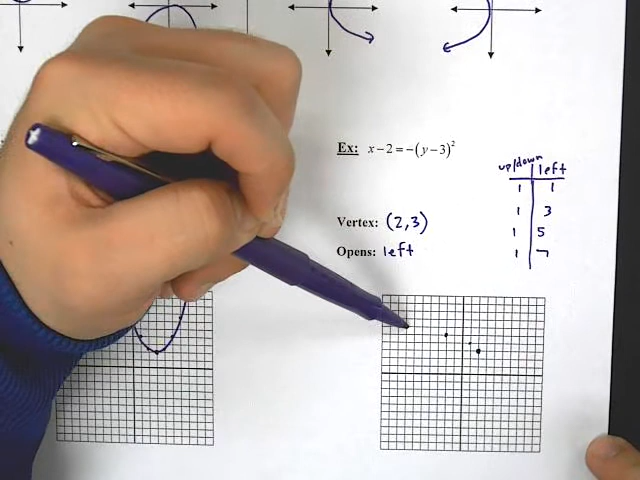 Ex: x − 2 = −(y − 3)²
up/down left
1 1
1 3
1 5
1 7
Vertex: (2,3)
Opens: left